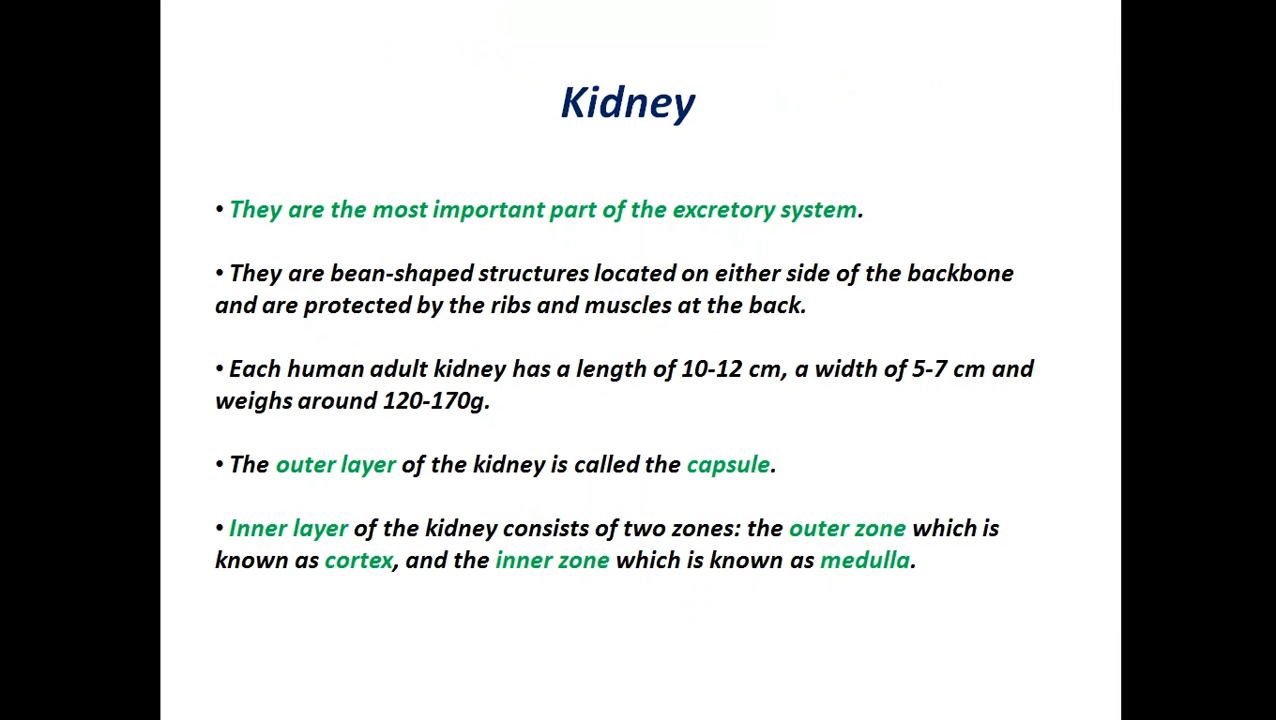 Kidney
• They are the most important part of the excretory system.
• They are bean-shaped structures located on either side of the backbone
and are protected by the ribs and muscles at the back.
• Each human adult kidney has a length of 10-12 cm, a width of 5-7 cm and
weighs around 120-170g.
• The outer layer of the kidney is called the capsule.
• Inner layer of the kidney consists of two zones: the outer zone which is
known as cortex, and the inner zone which is known as medulla.